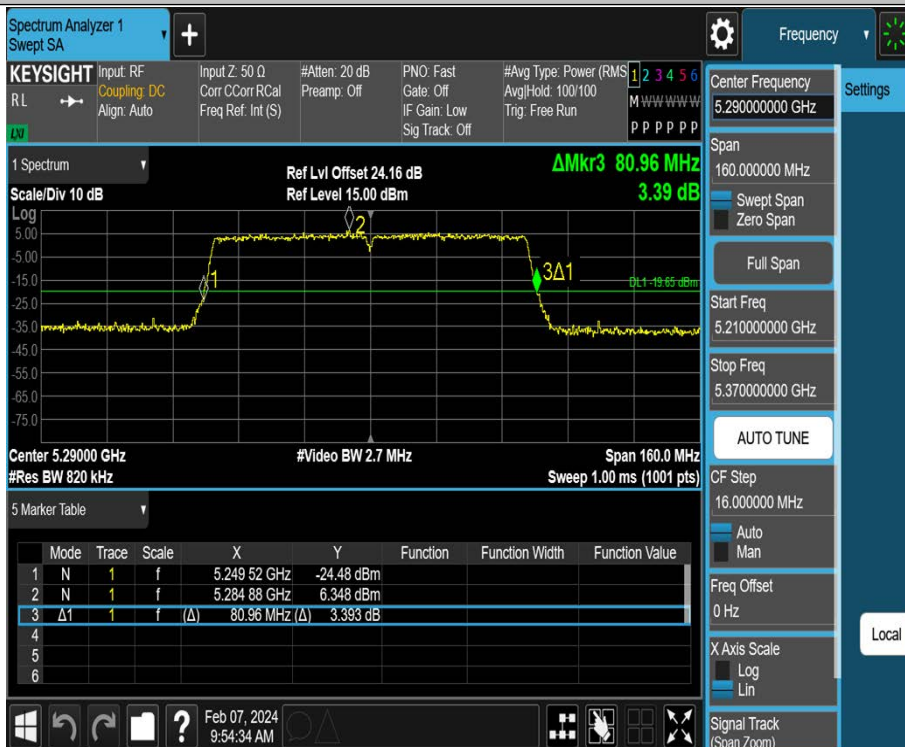 Spectrum Analyzer 1
Swept SA
Frequency
KEYSIGHT
RL
LXI
Input: RF
Coupling: DC
Align: Auto
Input Z: 50 Ω
Corr CCorr RCal
Freq Ref: Int (S)
#Atten: 20 dB
Preamp: Off
PNO: Fast
Gate: Off
IF Gain: Low
Sig Track: Off
#Avg Type: Power (RMS
Avg|Hold: 100/100
Trig: Free Run
1 2 3 4 5 6
M W W W W W
P P P P P P
1 Spectrum
Scale/Div 10 dB
Ref Lvl Offset 24.16 dB
Ref Level 15.00 dBm
ΔMkr3 80.96 MHz
3.39 dB
Log
5.00
-5.00
-15.0
-25.0
-35.0
-45.0
-55.0
-65.0
-75.0
1
2
3Δ1
DL1 -19.65 dBm
Center 5.29000 GHz
#Res BW 820 kHz
#Video BW 2.7 MHz
Span 160.0 MHz
Sweep 1.00 ms (1001 pts)
5 Marker Table
Mode Trace Scale X Y Function Function Width Function Value
1 N 1 f 5.249 52 GHz -24.48 dBm
2 N 1 f 5.284 88 GHz 6.348 dBm
3 Δ1 1 f (Δ) 80.96 MHz (Δ) 3.393 dB
4
5
6
Feb 07, 2024
9:54:34 AM
Center Frequency
5.290000000 GHz
Span
160.000000 MHz
Swept Span
Zero Span
Full Span
Start Freq
5.210000000 GHz
Stop Freq
5.370000000 GHz
AUTO TUNE
CF Step
16.000000 MHz
Auto
Man
Freq Offset
0 Hz
X Axis Scale
Log
Lin
Signal Track
(Span Zoom)
Settings
Local